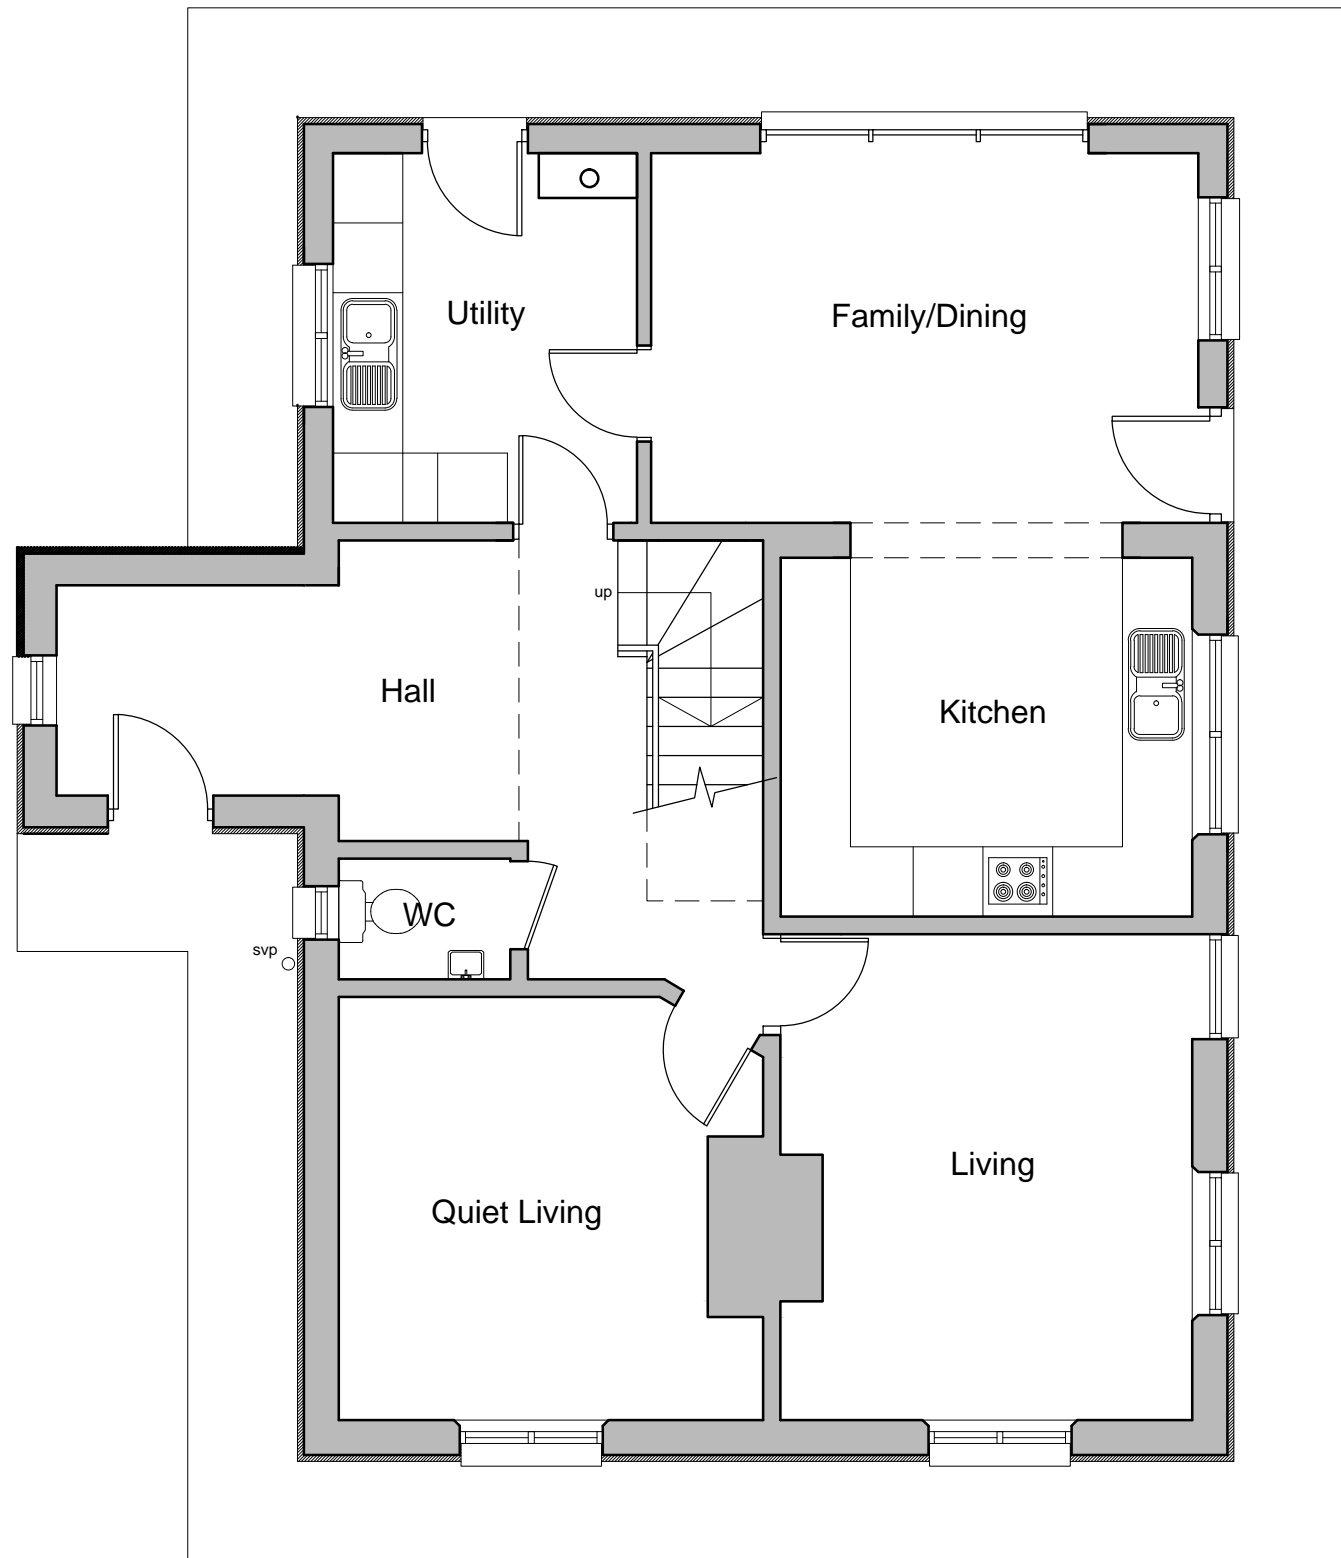 Utility
Family/Dining
up
Hall
Kitchen
WC
svp
Living
Quiet Living